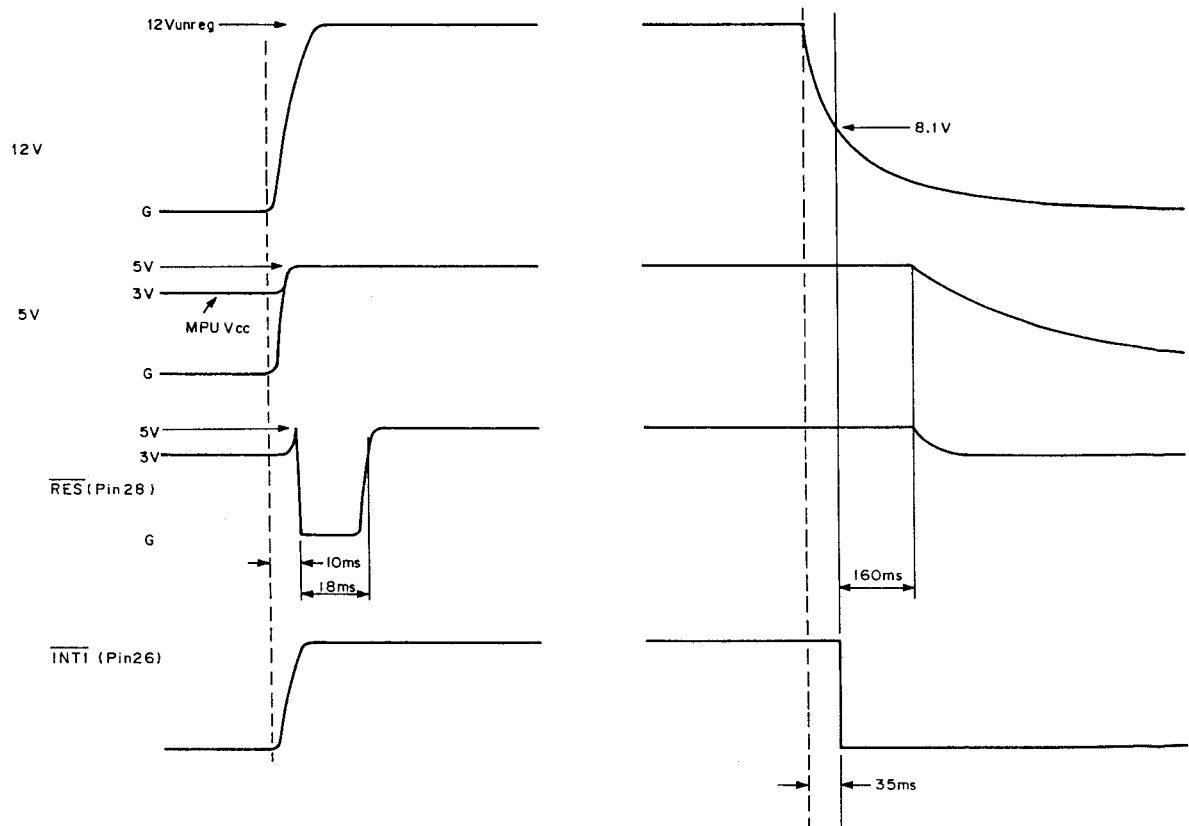 12Vunreg
8.1V
12V
G
5V
3V
5V
MPU Vcc
G
5V
3V
RES (Pin28)
G
10ms
18ms
160ms
INT1 (Pin26)
35ms